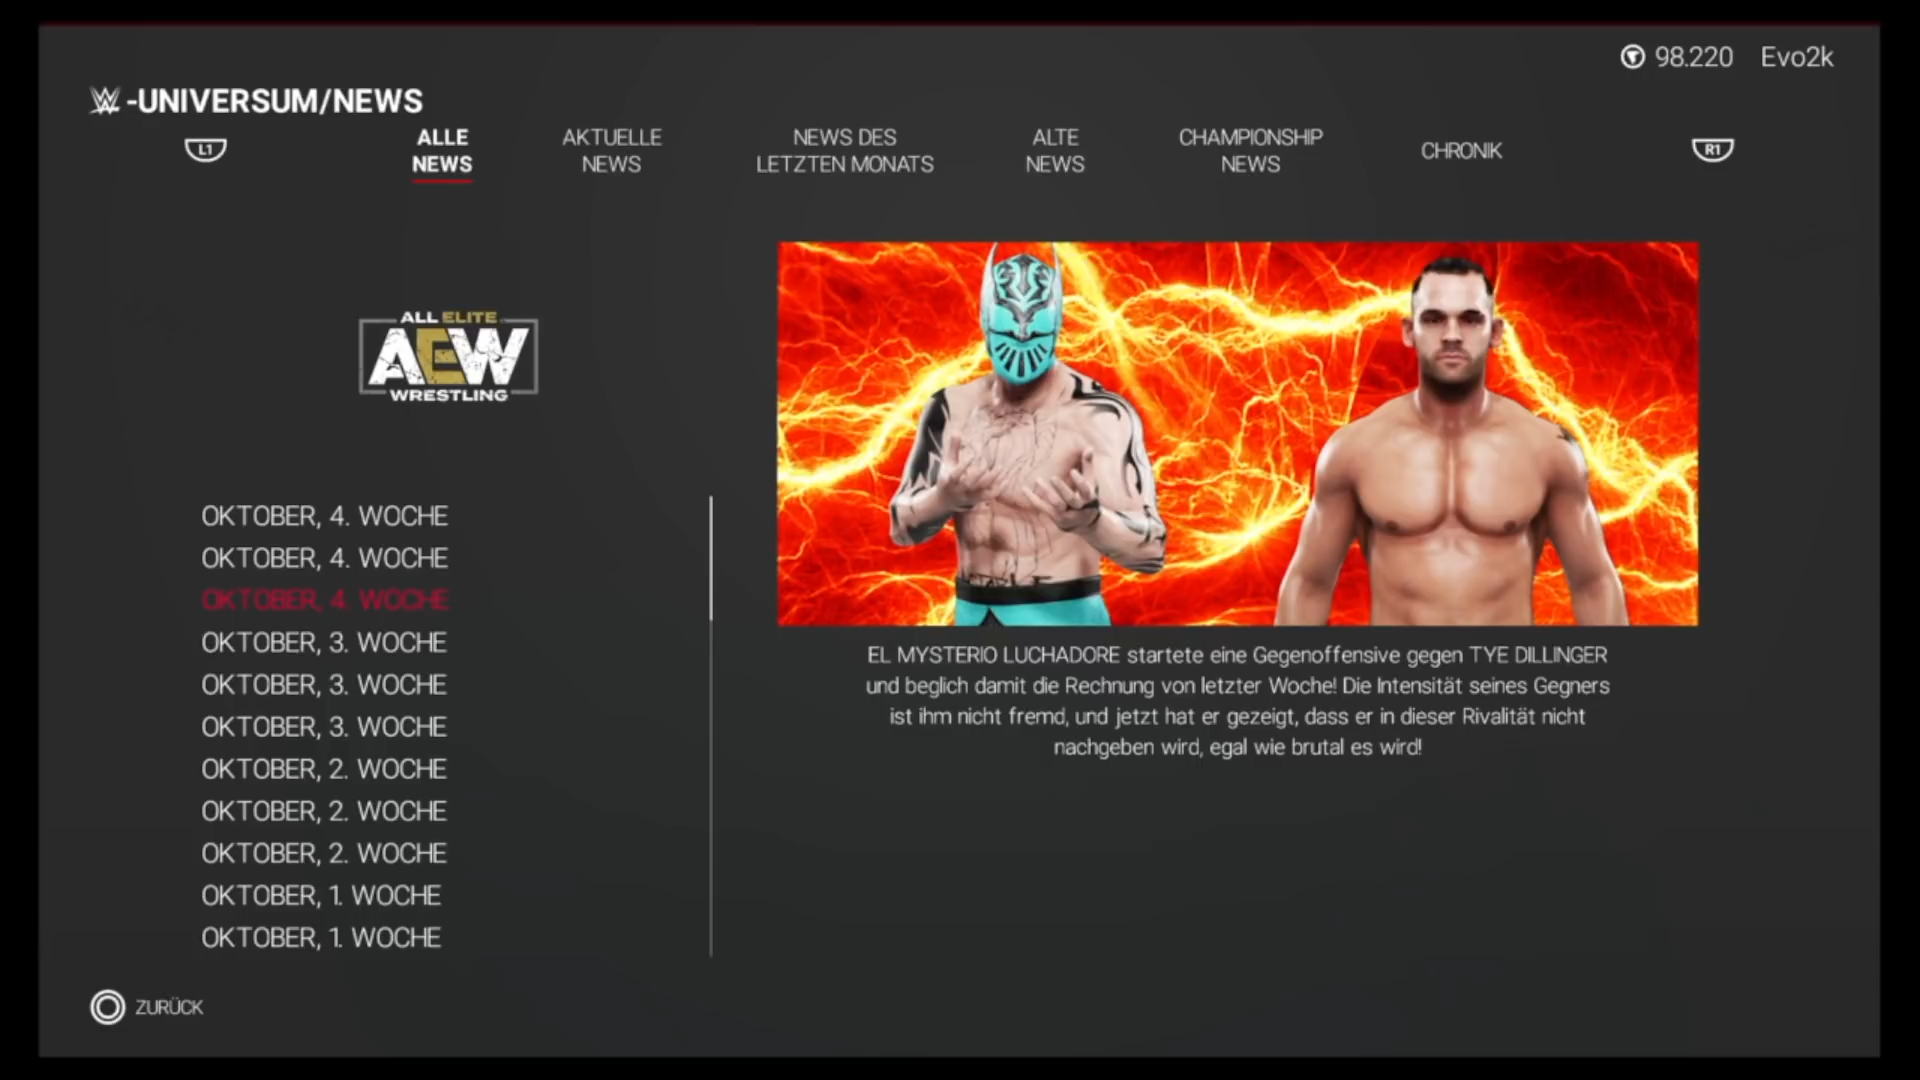 98.220 Evo2k
W-UNIVERSUM/NEWS
L1
ALLE
NEWS
AKTUELLE
NEWS
NEWS DES
LETZTEN MONATS
ALTE
NEWS
CHAMPIONSHIP
NEWS
CHRONIK
R1
ALL ELITE
AEW
WRESTLING
OKTOBER, 4. WOCHE
OKTOBER, 4. WOCHE
OKTOBER, 4. WOCHE
OKTOBER, 3. WOCHE
OKTOBER, 3. WOCHE
OKTOBER, 3. WOCHE
OKTOBER, 2. WOCHE
OKTOBER, 2. WOCHE
OKTOBER, 2. WOCHE
OKTOBER, 1. WOCHE
OKTOBER, 1. WOCHE
EL MYSTERIO LUCHADORE startete eine Gegenoffensive gegen TYE DILLINGER
und beglich damit die Rechnung von letzter Woche! Die Intensität seines Gegners
ist ihm nicht fremd, und jetzt hat er gezeigt, dass er in dieser Rivalität nicht
nachgeben wird, egal wie brutal es wird!
ZURÜCK